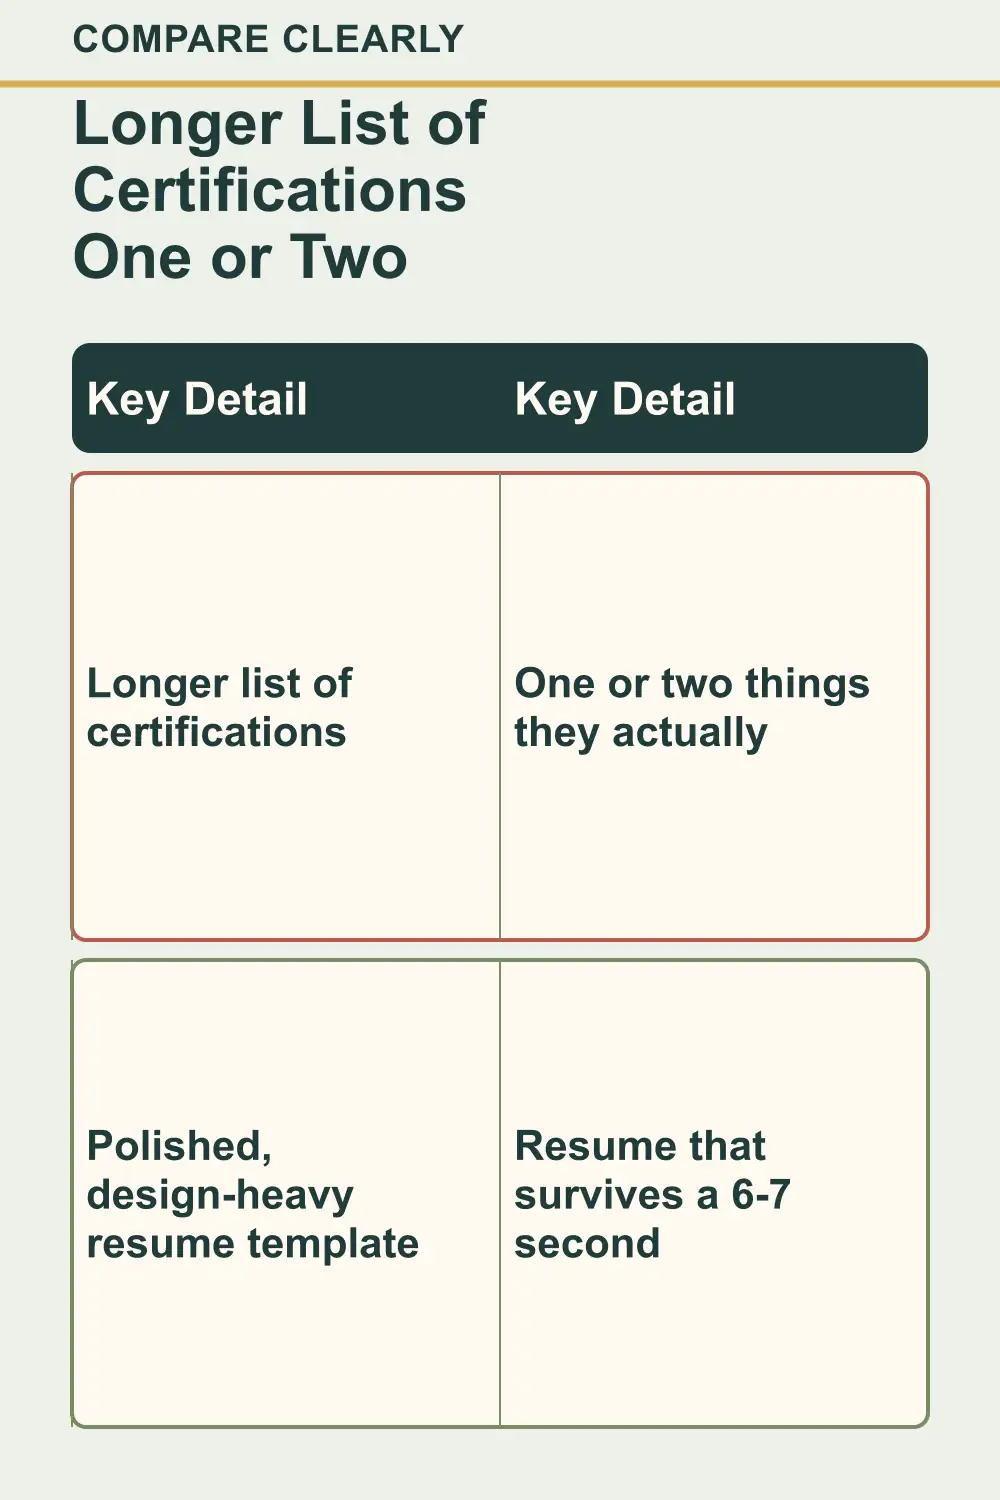 COMPARE CLEARLY
Longer List of
Certifications
One or Two
Key Detail
Key Detail
Longer list of
certifications
One or two things
they actually
Polished,
design-heavy
resume template
Resume that
survives a 6-7
second